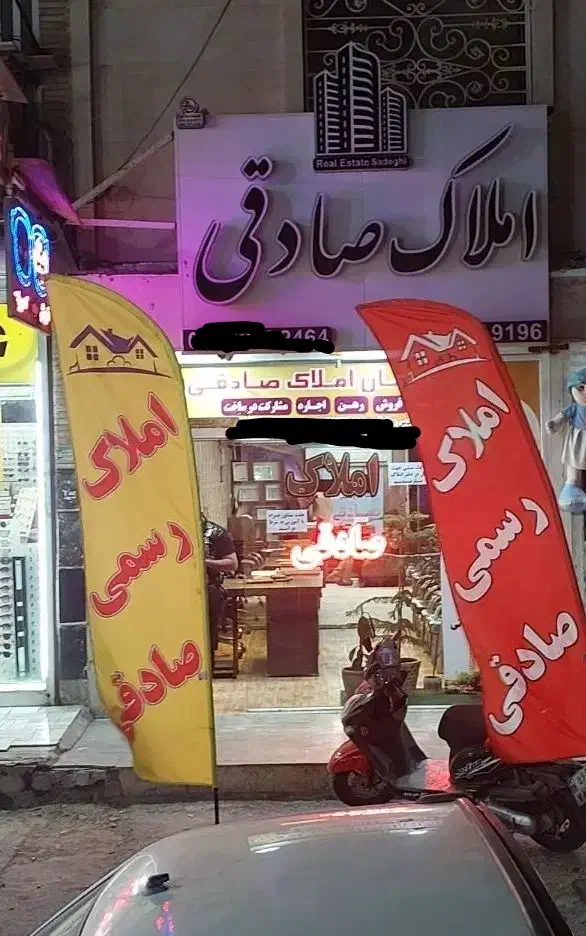 Real Estate Sadeghi
املاک صادقی
2464
9196
املاک صادقی
فروش رهن اجاره مشارکت در ساخت
املاک
صادقی
املاک
رسمی
صادقی
املاک
رسمی
صادقی